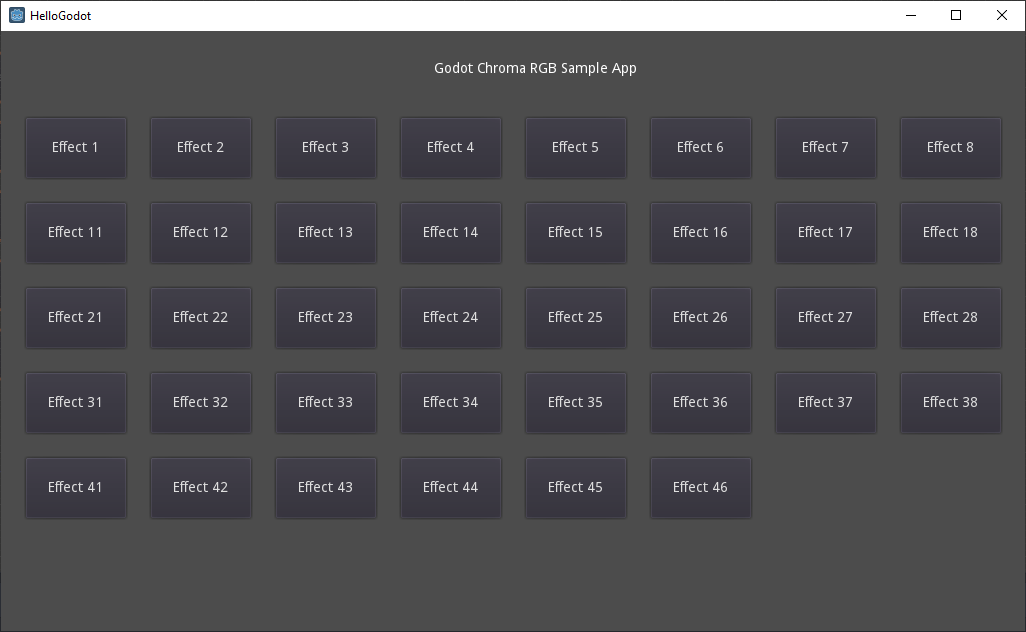 HelloGodot
Godot Chroma RGB Sample App
Effect 1 Effect 2 Effect 3 Effect 4 Effect 5 Effect 6 Effect 7 Effect 8
Effect 11 Effect 12 Effect 13 Effect 14 Effect 15 Effect 16 Effect 17 Effect 18
Effect 21 Effect 22 Effect 23 Effect 24 Effect 25 Effect 26 Effect 27 Effect 28
Effect 31 Effect 32 Effect 33 Effect 34 Effect 35 Effect 36 Effect 37 Effect 38
Effect 41 Effect 42 Effect 43 Effect 44 Effect 45 Effect 46